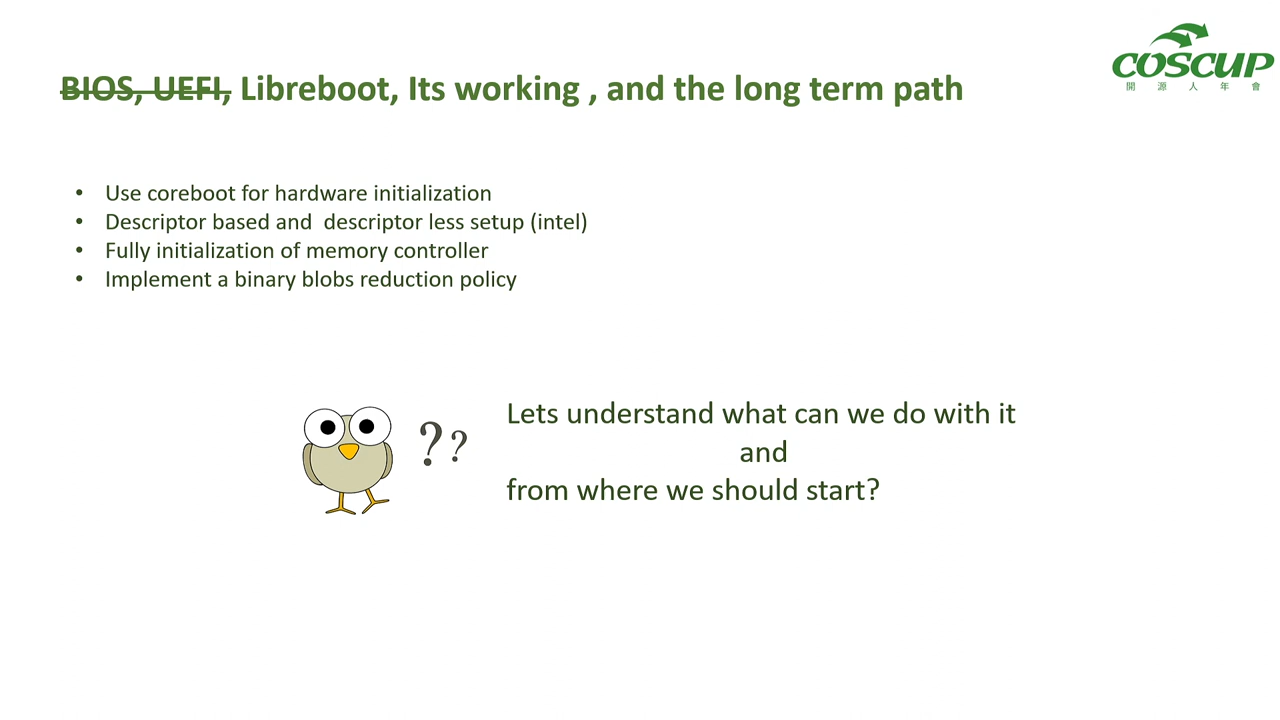 BIOS, UEFI, Libreboot, Its working , and the long term path
COSCUP
開源人年會
• Use coreboot for hardware initialization
• Descriptor based and  descriptor less setup (intel)
• Fully initialization of memory controller
• Implement a binary blobs reduction policy
??
Lets understand what can we do with it
and
from where we should start?